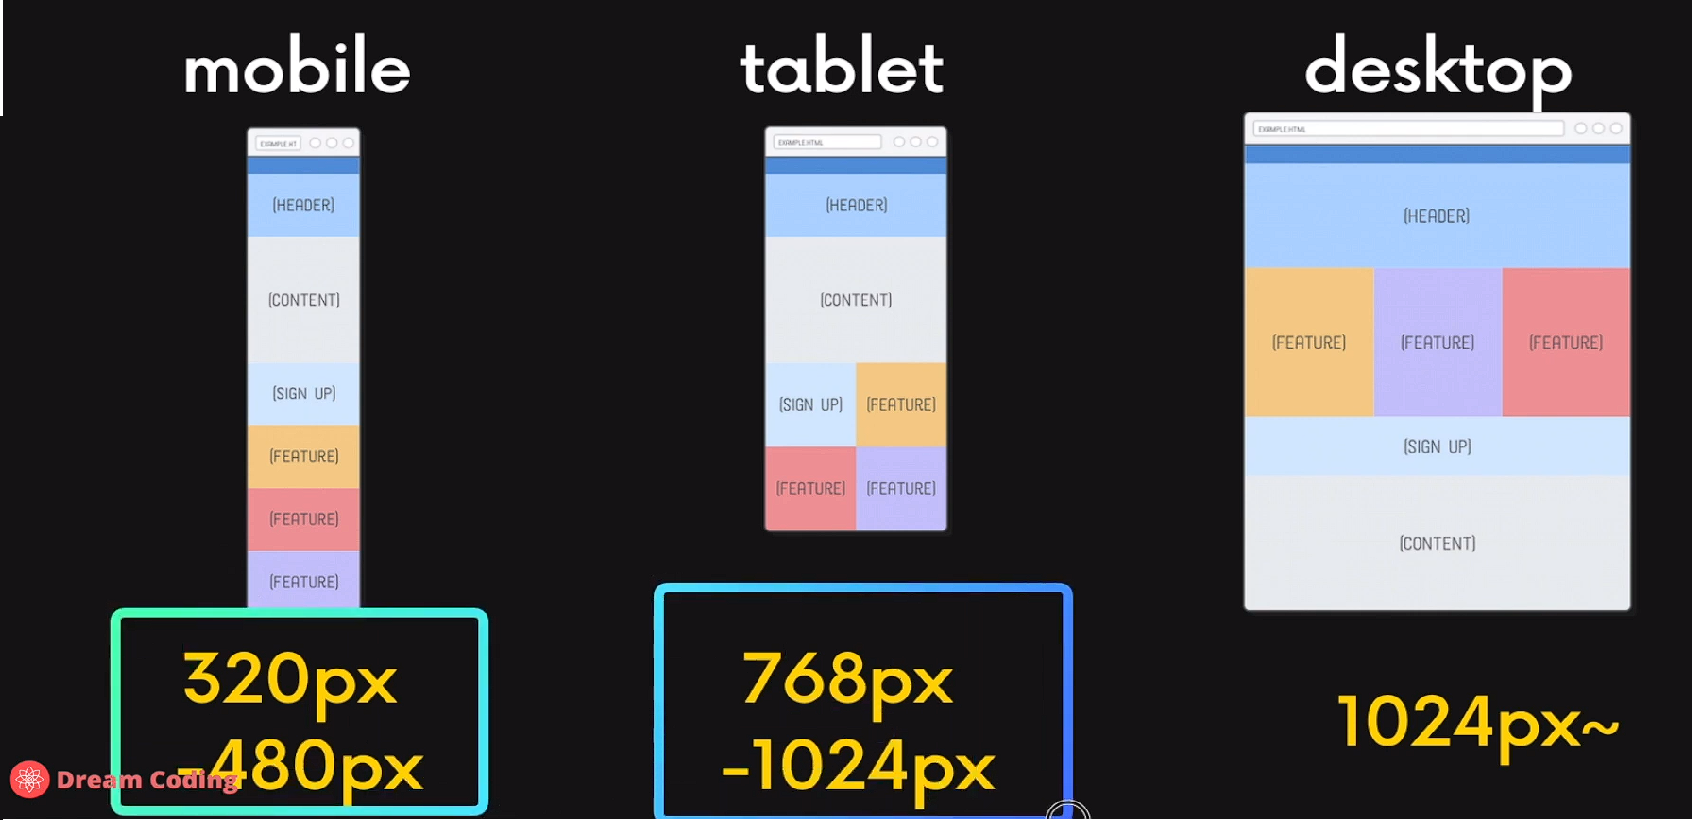 mobile
EXAMPLE.HT
(HEADER)
(CONTENT)
(SIGN UP)
(FEATURE)
(FEATURE)
(FEATURE)
320px
-480px
Dream Coding
tablet
EXAMPLE.HTML
(HEADER)
(CONTENT)
(SIGN UP) (FEATURE)
(FEATURE) (FEATURE)
768px
-1024px
desktop
EXAMPLE.HTML
(HEADER)
(FEATURE) (FEATURE) (FEATURE)
(SIGN UP)
(CONTENT)
1024px~